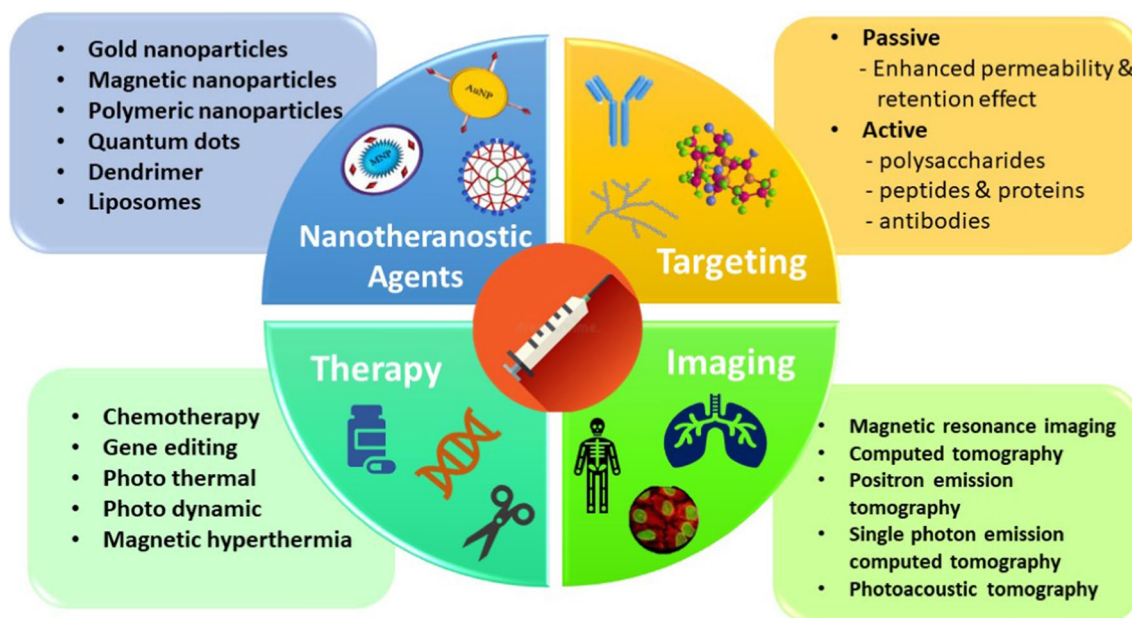 • Gold nanoparticles
• Magnetic nanoparticles
• Polymeric nanoparticles
• Quantum dots
• Dendrimer
• Liposomes
AuNP
MNP
Nanotheranostic
Agents
Targeting
• Passive
- Enhanced permeability &
retention effect
• Active
- polysaccharides
- peptides & proteins
- antibodies
Therapy
Imaging
• Chemotherapy
• Gene editing
• Photo thermal
• Photo dynamic
• Magnetic hyperthermia
• Magnetic resonance imaging
• Computed tomography
• Positron emission
tomography
• Single photon emission
computed tomography
• Photoacoustic tomography